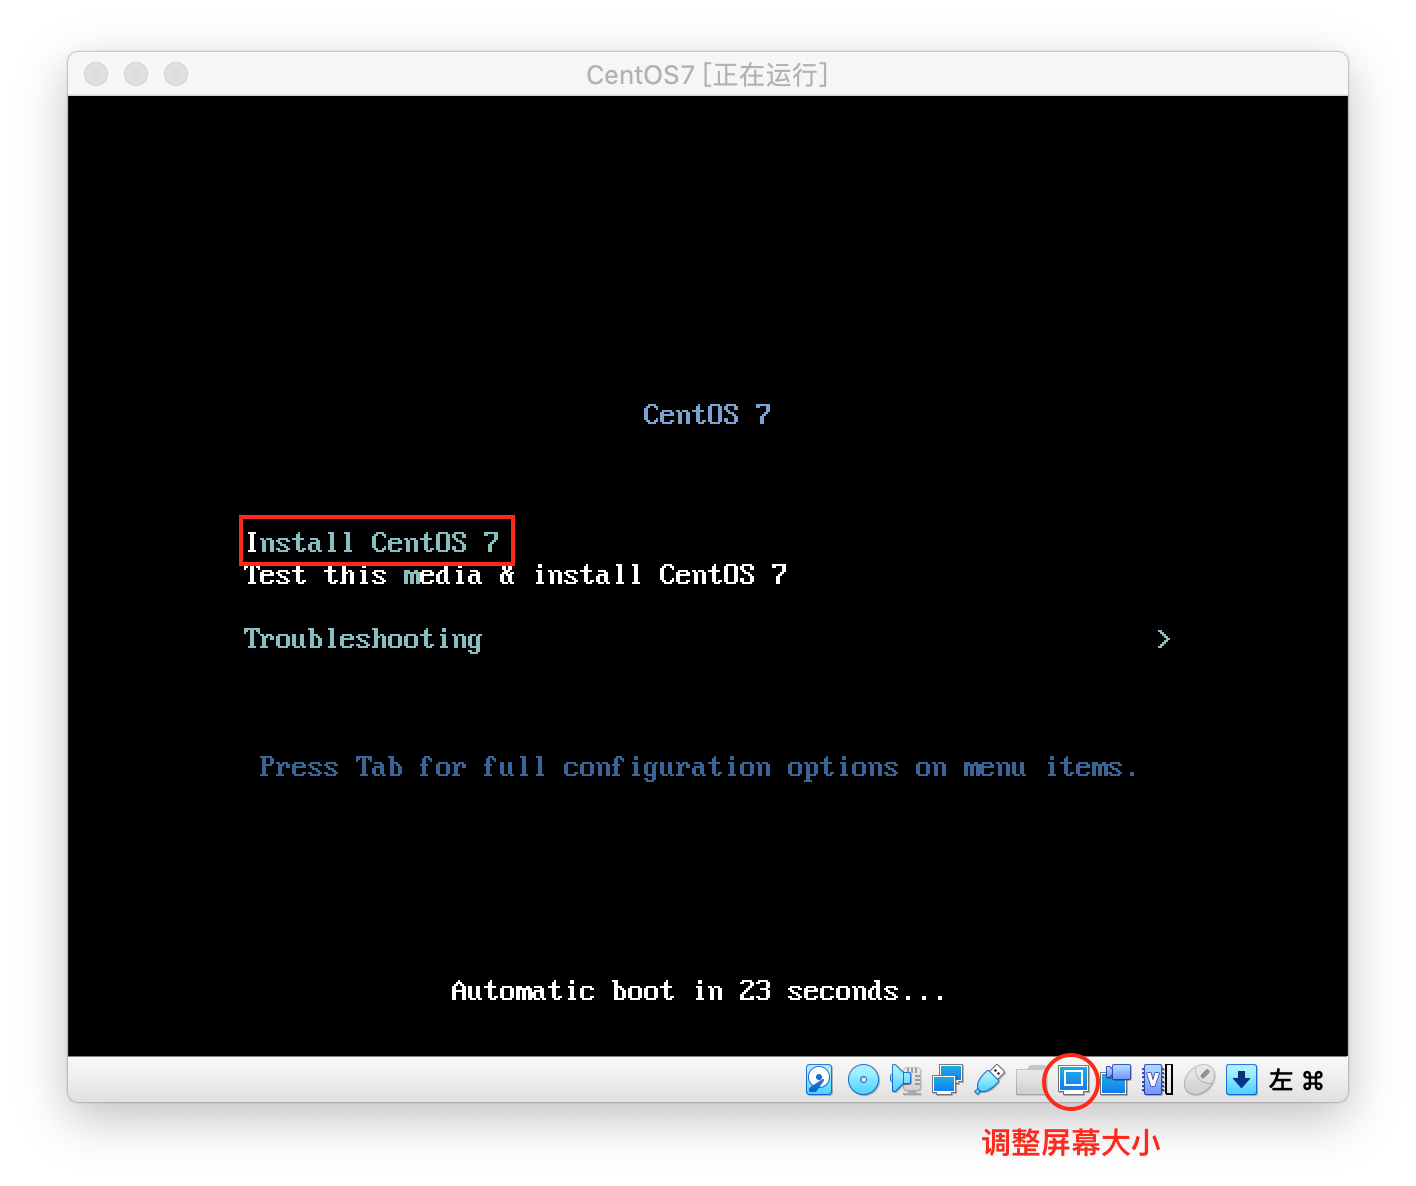 CentOS7 [正在运行]
CentOS 7
Install CentOS 7
Test this media & install CentOS 7
Troubleshooting >
Press Tab for full configuration options on menu items.
Automatic boot in 23 seconds...
V
左 ⌘
调整屏幕大小